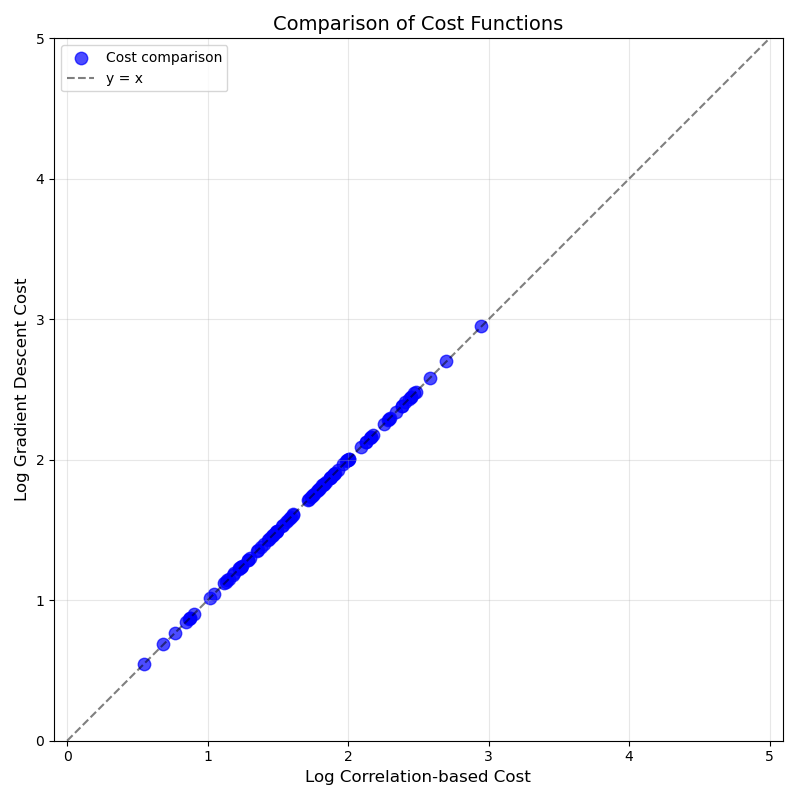 Comparison of Cost Functions
Cost comparison
y = x
Log Gradient Descent Cost
5
4
3
2
1
0
0 1 2 3 4 5
Log Correlation-based Cost